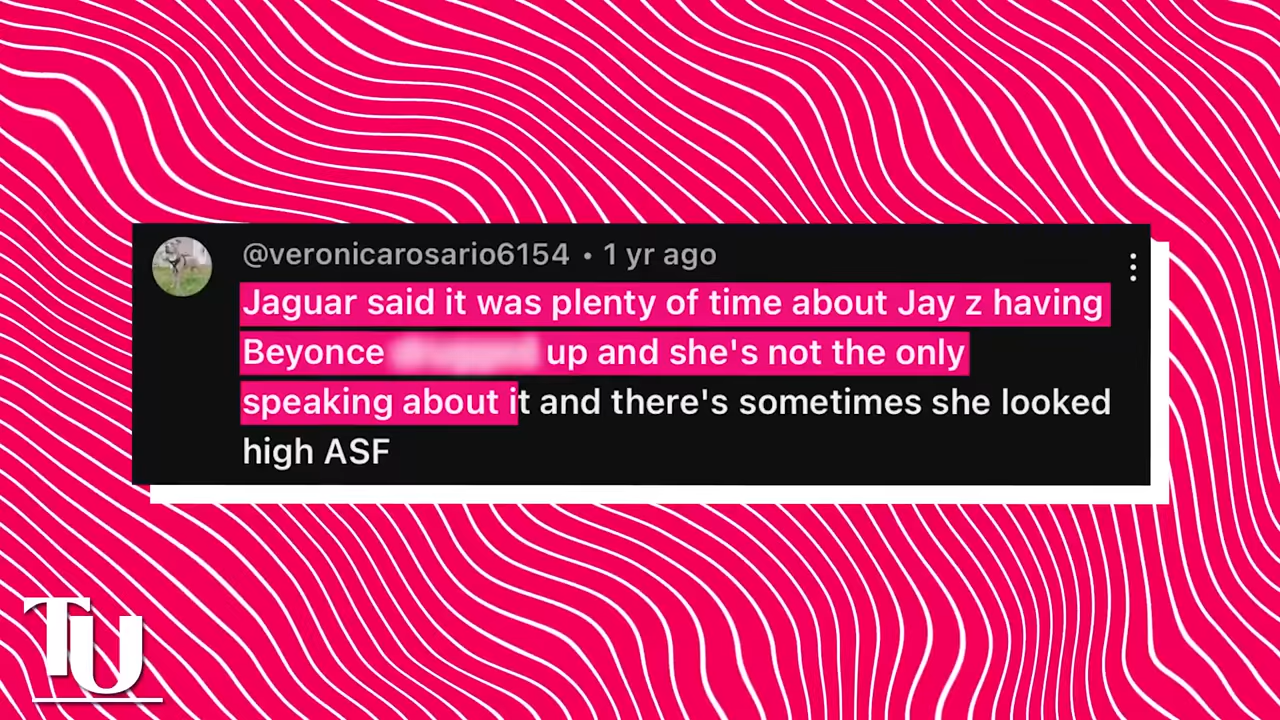 @veronicarosario6154 • 1 yr ago
Jaguar said it was plenty of time about Jay z having
Beyonce up and she's not the only
speaking about it and there's sometimes she looked
high ASF
TU